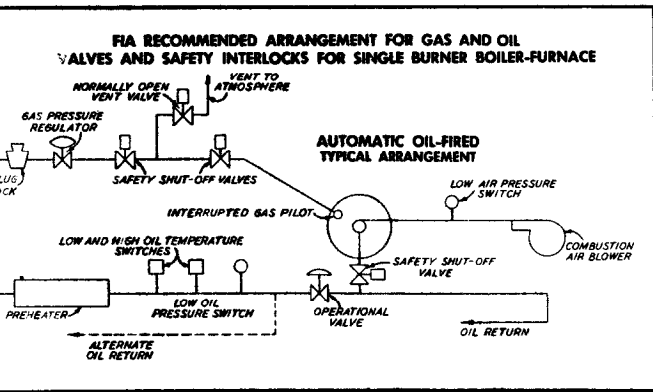 FIA RECOMMENDED ARRANGEMENT FOR GAS AND OIL
VALVES AND SAFETY INTERLOCKS FOR SINGLE BURNER BOILER-FURNACE
NORMALLY OPEN
VENT VALVE
VENT TO
ATMOSPHERE
GAS PRESSURE
REGULATOR
AUTOMATIC OIL-FIRED
TYPICAL ARRANGEMENT
LUG
OCK
SAFETY SHUT-OFF VALVES
LOW AIR PRESSURE
SWITCH
INTERRUPTED GAS PILOT
LOW AND HIGH OIL TEMPERATURE
SWITCHES
COMBUSTION
AIR BLOWER
SAFETY SHUT-OFF
VALVE
PREHEATER
LOW OIL
PRESSURE SWITCH
OPERATIONAL
VALVE
OIL RETURN
ALTERNATE
OIL RETURN